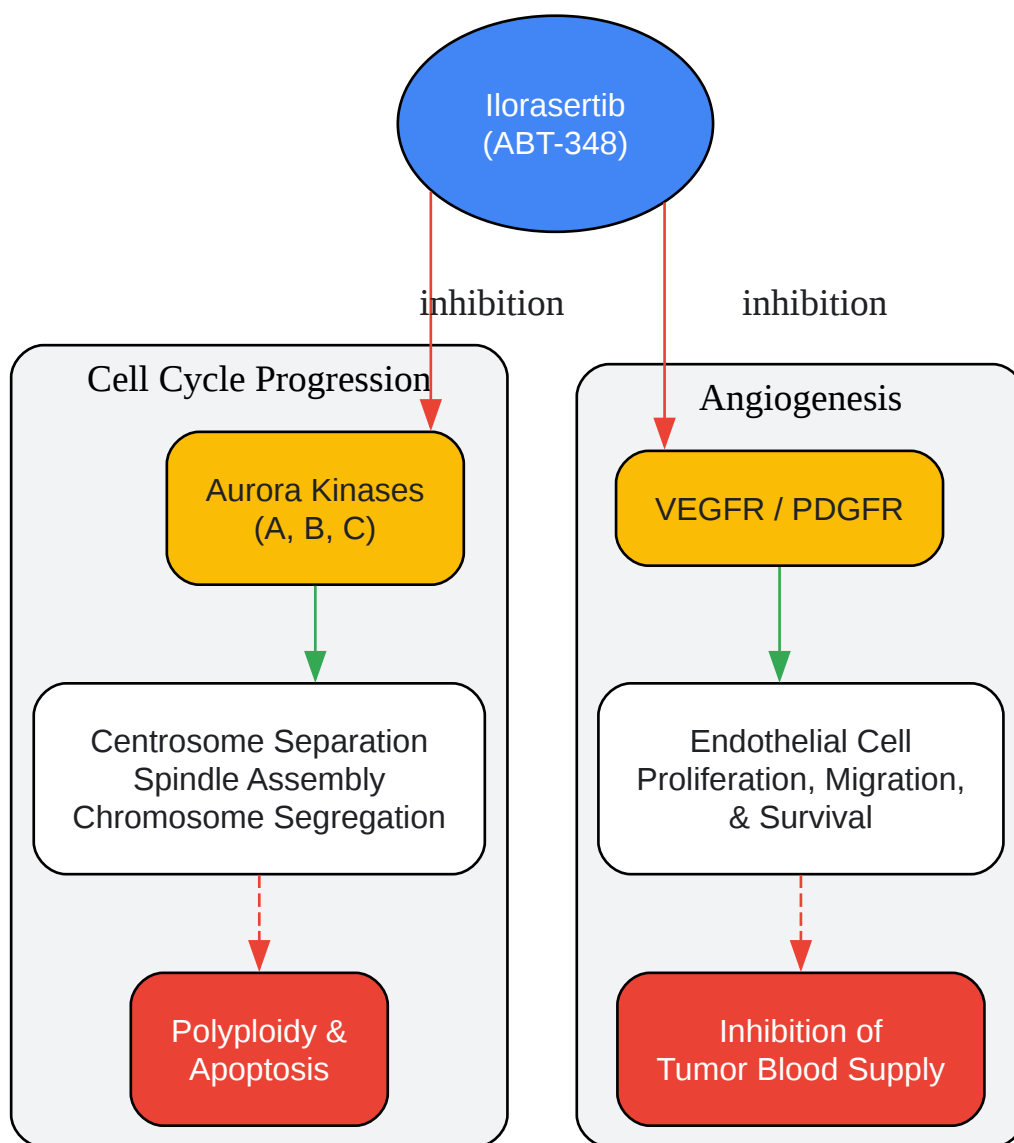 Ilorasertib
(ABT-348)
inhibition
inhibition
Cell Cycle Progression
Angiogenesis
Aurora Kinases
(A, B, C)
VEGFR / PDGFR
Centrosome Separation
Spindle Assembly
Chromosome Segregation
Endothelial Cell
Proliferation, Migration,
& Survival
Polyploidy &
Apoptosis
Inhibition of
Tumor Blood Supply